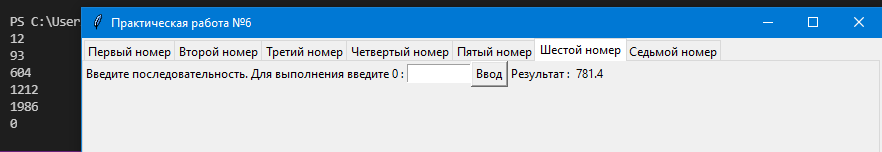 PS C:\User
12
93
604
1212
1986
0
Практическая работа №6
Первый номер Второй номер Третий номер Четвертый номер Пятый номер Шестой номер Седьмой номер
Введите последовательность. Для выполнения введите 0 : Ввод Результат : 781.4